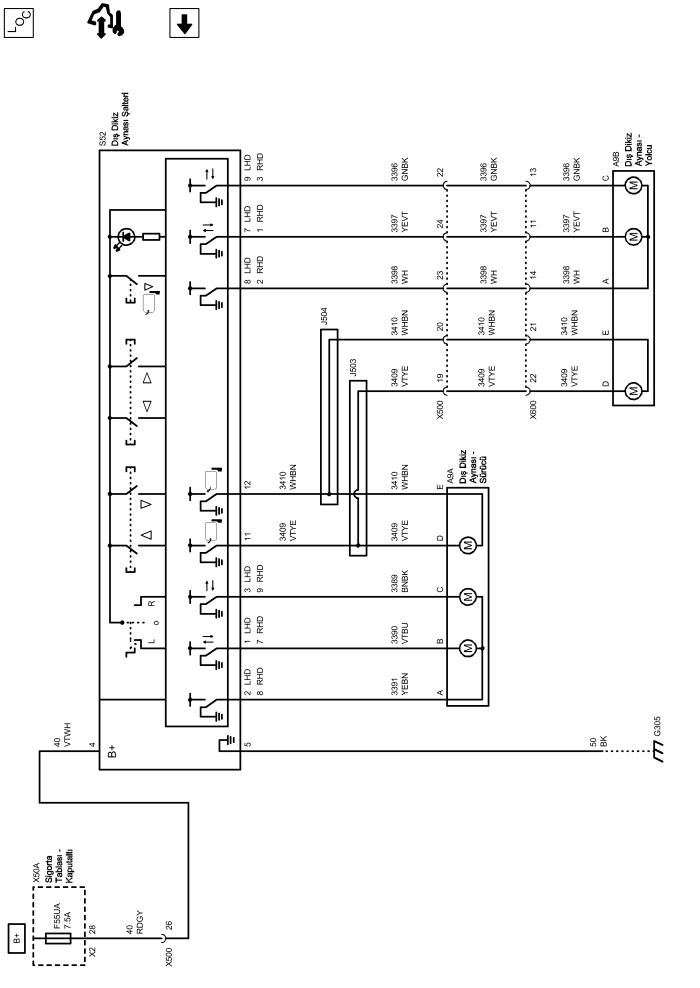 LOC
B+
X50A
Sigorta
Tablası -
Kaputaltı
F55UA
7.5A
X2
28
40
RDGY
X500
26
40
VTWH
4
B+
S52
Dış Dikiz
Aynası Şalteri
L
o
R
5
50
BK
G305
2 LHD
8 RHD
1 LHD
7 RHD
3 LHD
9 RHD
11
12
8 LHD
2 RHD
7 LHD
1 RHD
9 LHD
3 RHD
3409
VTYE
3410
WHBN
J503
J504
3391
YEBN
3390
VTBU
3389
BNBK
3409
VTYE
3410
WHBN
A
B
C
D
E
A9A
Dış Dikiz
Aynası -
Sürücü
M
M
M
3409
VTYE
3410
WHBN
3398
WH
3397
YEVT
3396
GNBK
X500
19
20
23
24
22
3409
VTYE
3410
WHBN
3398
WH
3397
YEVT
3396
GNBK
X600
22
21
14
11
13
3409
VTYE
3410
WHBN
3398
WH
3397
YEVT
3396
GNBK
D
E
A
B
C
A9B
Dış Dikiz
Aynası -
Yolcu
M
M
M